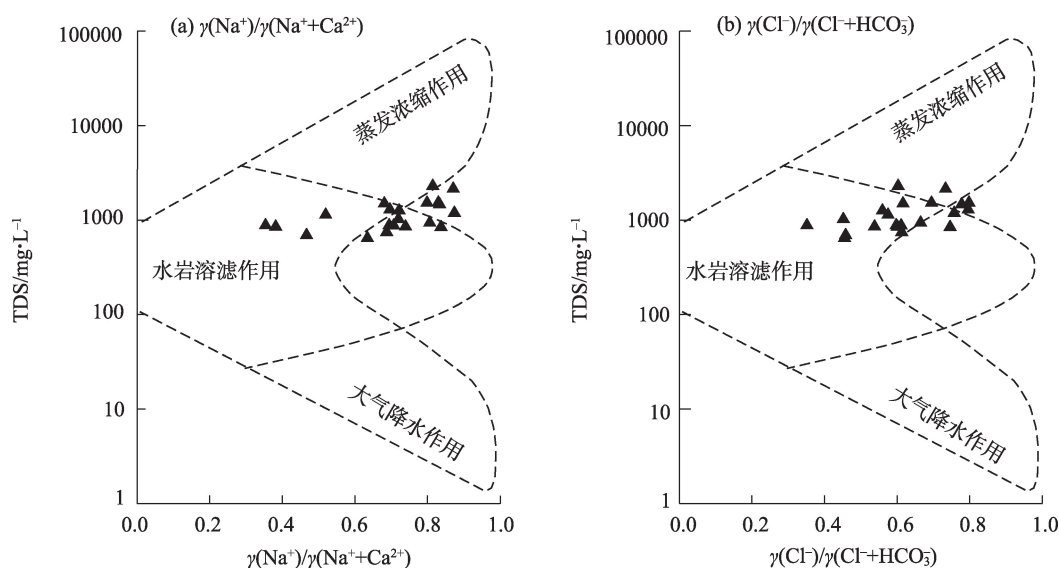 (a) γ(Na⁺)/γ(Na⁺+Ca²⁺)
100000
10000
1000
100
10
1
TDS/mg•L⁻¹
蒸发浓缩作用
水岩溶滤作用
大气降水作用
0.0 0.2 0.4 0.6 0.8 1.0
γ(Na⁺)/γ(Na⁺+Ca²⁺)
(b) γ(Cl⁻)/γ(Cl⁻+HCO₃⁻)
100000
10000
1000
100
10
1
TDS/mg•L⁻¹
蒸发浓缩作用
水岩溶滤作用
大气降水作用
0.0 0.2 0.4 0.6 0.8 1.0
γ(Cl⁻)/γ(Cl⁻+HCO₃⁻)